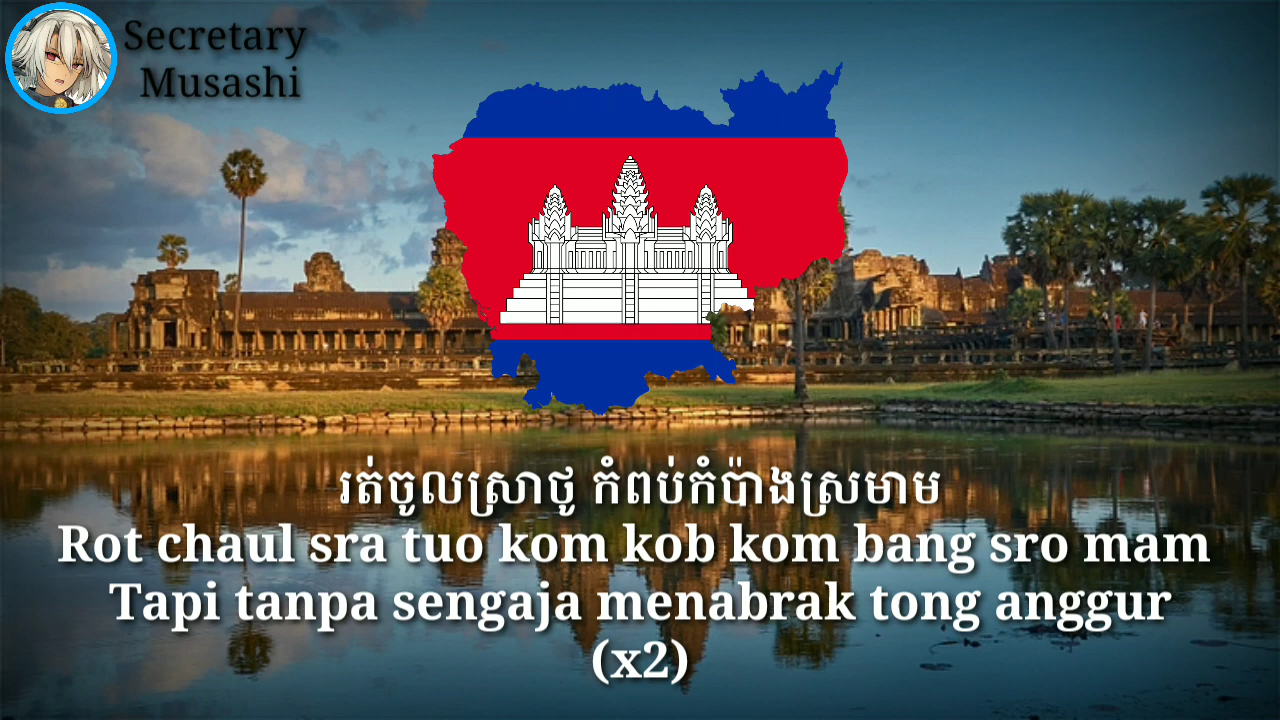 Secretary
Musashi
រត់ចូលស្រាថូ កំពប់កំប៉ាងស្រមាម
Rot chaul sra tuo kom kob kom bang sro mam
Tapi tanpa sengaja menabrak tong anggur
(x2)